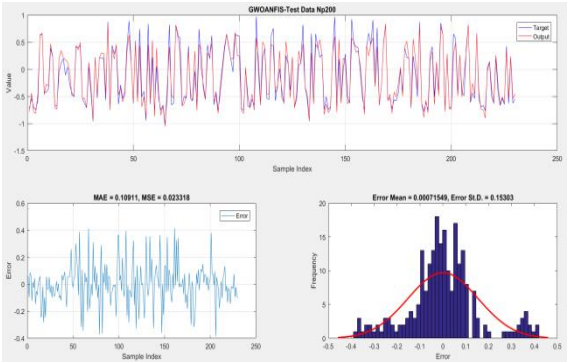 GWOANFIS-Test Data Np200
Target
Output
1
0.5
0
-0.5
-1
-1.5
Value
0 50 100 150 200 250
Sample Index
MAE = 0.10911, MSE = 0.023318
Error
0.6
0.4
0.2
0
-0.2
-0.4
Error
0 50 100 150 200 250
Sample Index
Error Mean = 0.00071549, Error St.D. = 0.15303
20
15
10
5
0
Frequency
-0.5 -0.4 -0.3 -0.2 -0.1 0 0.1 0.2 0.3 0.4 0.5
Error